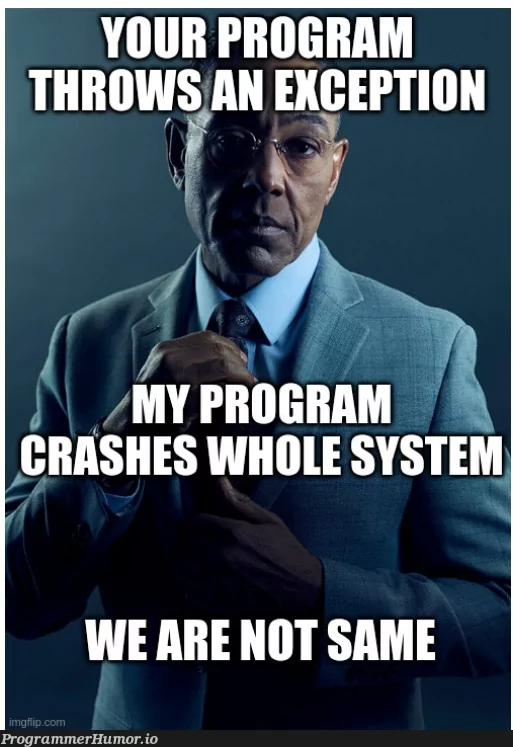 YOUR PROGRAM
THROWS AN EXCEPTION
MY PROGRAM
CRASHES WHOLE SYSTEM
WE ARE NOT SAME
imgflip.com
ProgrammerHumor.io